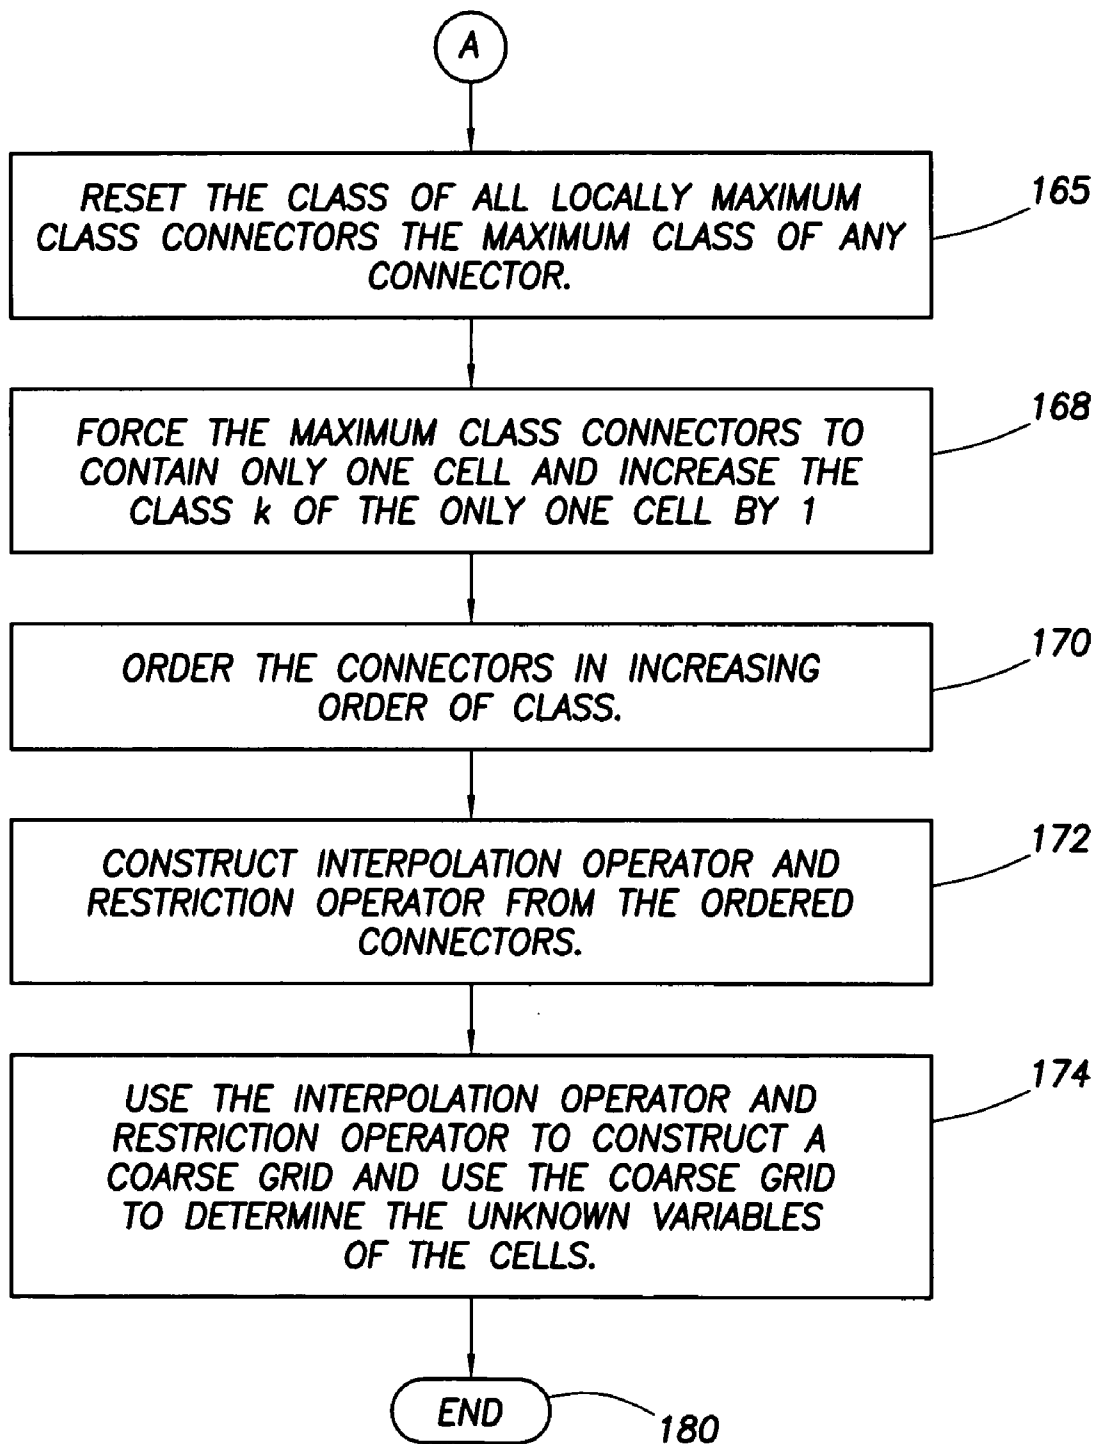 A
165
RESET THE CLASS OF ALL LOCALLY MAXIMUM
CLASS CONNECTORS THE MAXIMUM CLASS OF ANY
CONNECTOR.
168
FORCE THE MAXIMUM CLASS CONNECTORS TO
CONTAIN ONLY ONE CELL AND INCREASE THE
CLASS k OF THE ONLY ONE CELL BY 1
170
ORDER THE CONNECTORS IN INCREASING
ORDER OF CLASS.
172
CONSTRUCT INTERPOLATION OPERATOR AND
RESTRICTION OPERATOR FROM THE ORDERED
CONNECTORS.
174
USE THE INTERPOLATION OPERATOR AND
RESTRICTION OPERATOR TO CONSTRUCT A
COARSE GRID AND USE THE COARSE GRID
TO DETERMINE THE UNKNOWN VARIABLES
OF THE CELLS.
END
180